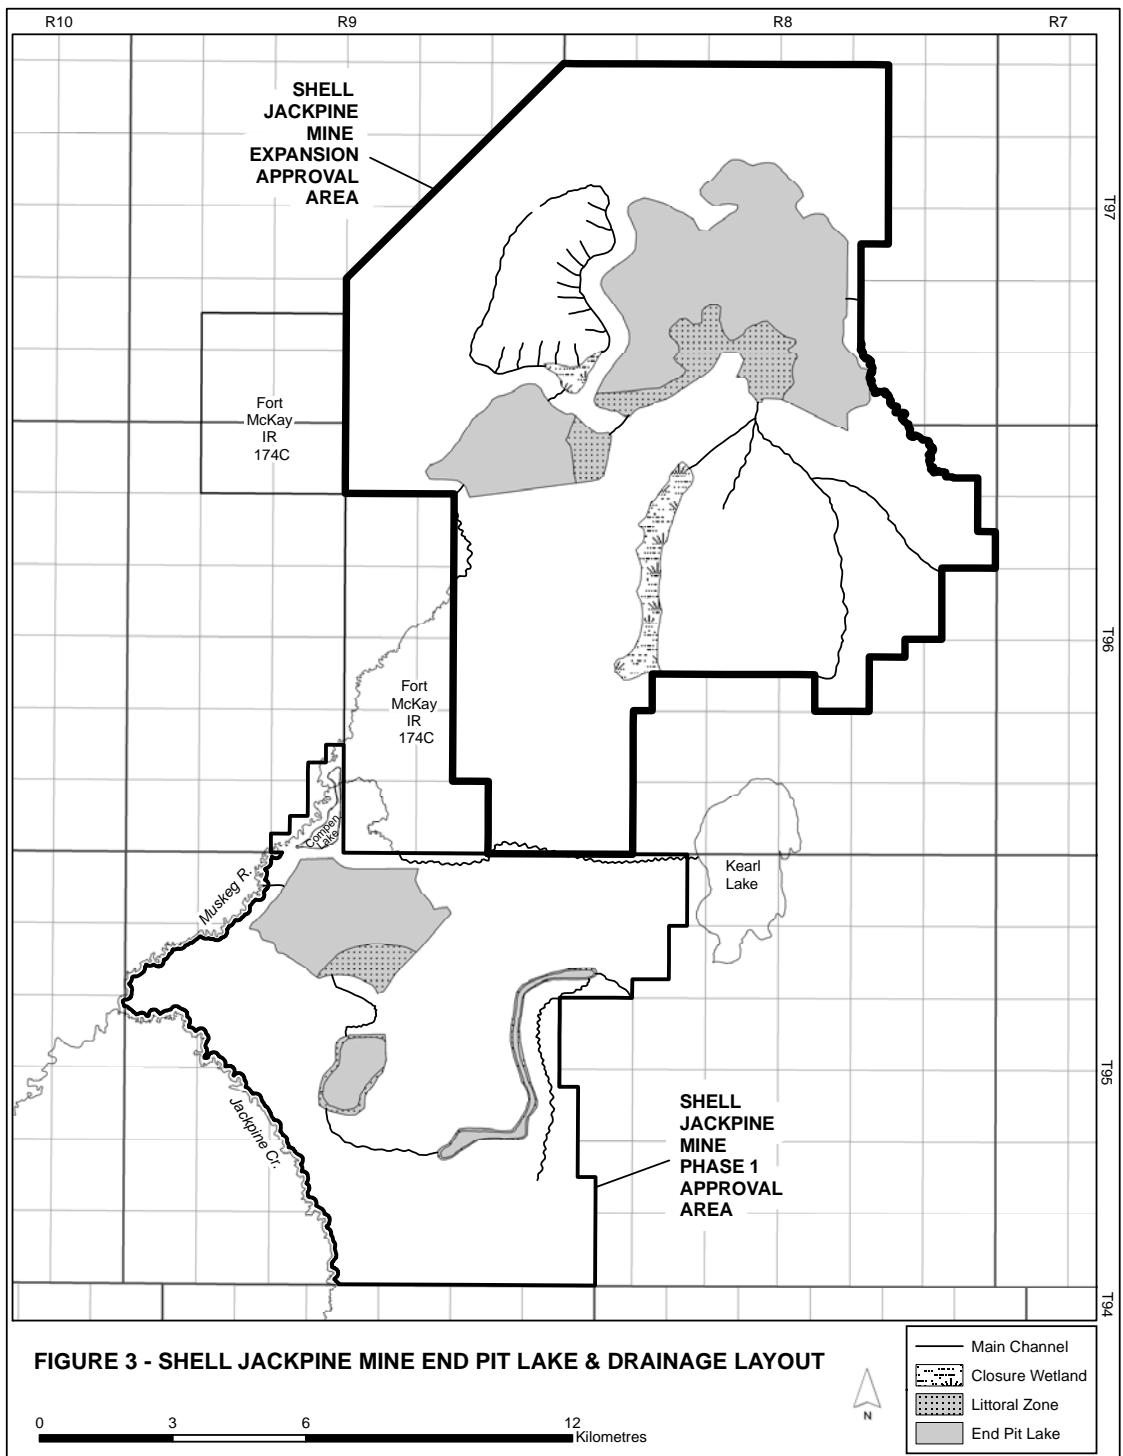 R10
R9
R8
R7
SHELL
JACKPINE
MINE
EXPANSION
APPROVAL
AREA
T97
Fort
McKay
IR
174C
T96
Fort
McKay
IR
174C
Compen.
Lake
Kearl
Lake
Muskeg R.
T95
Jackpine Cr.
SHELL
JACKPINE
MINE
PHASE 1
APPROVAL
AREA
T94
FIGURE 3 - SHELL JACKPINE MINE END PIT LAKE & DRAINAGE LAYOUT
N
0 3 6 12
Kilometres
Main Channel
Closure Wetland
Littoral Zone
End Pit Lake